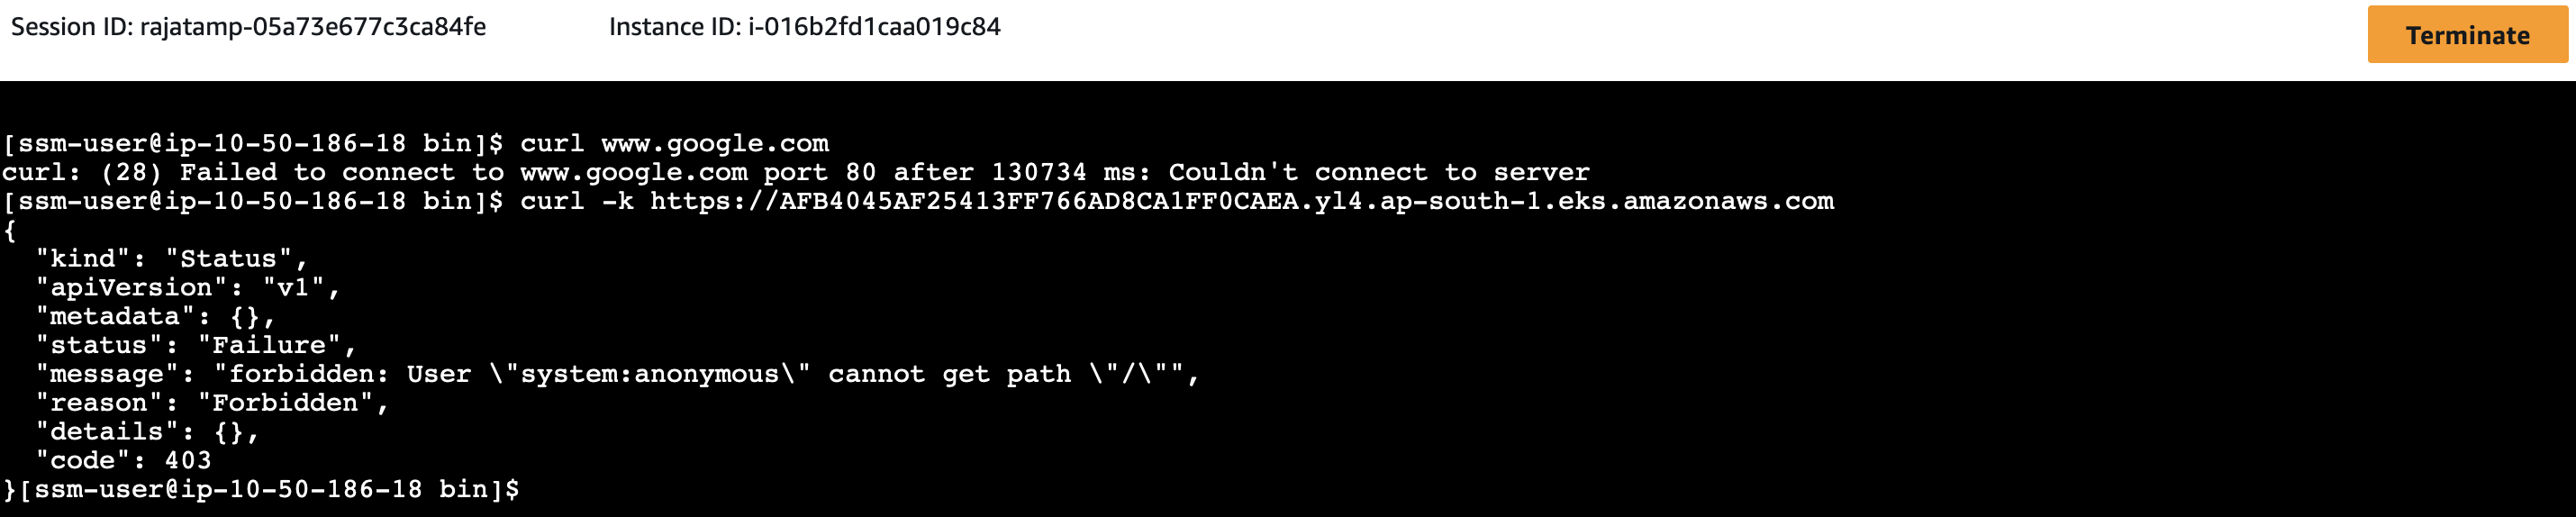 Session ID: rajatamp-05a73e677c3ca84fe Instance ID: i-016b2fd1caa019c84 Terminate
[ssm-user@ip-10-50-186-18 bin]$ curl www.google.com
curl: (28) Failed to connect to www.google.com port 80 after 130734 ms: Couldn't connect to server
[ssm-user@ip-10-50-186-18 bin]$ curl -k https://AFB4045AF25413FF766AD8CA1FF0CAEA.yl4.ap-south-1.eks.amazonaws.com
{
  "kind": "Status",
  "apiVersion": "v1",
  "metadata": {},
  "status": "Failure",
  "message": "forbidden: User \"system:anonymous\" cannot get path \"/\"",
  "reason": "Forbidden",
  "details": {},
  "code": 403
}[ssm-user@ip-10-50-186-18 bin]$